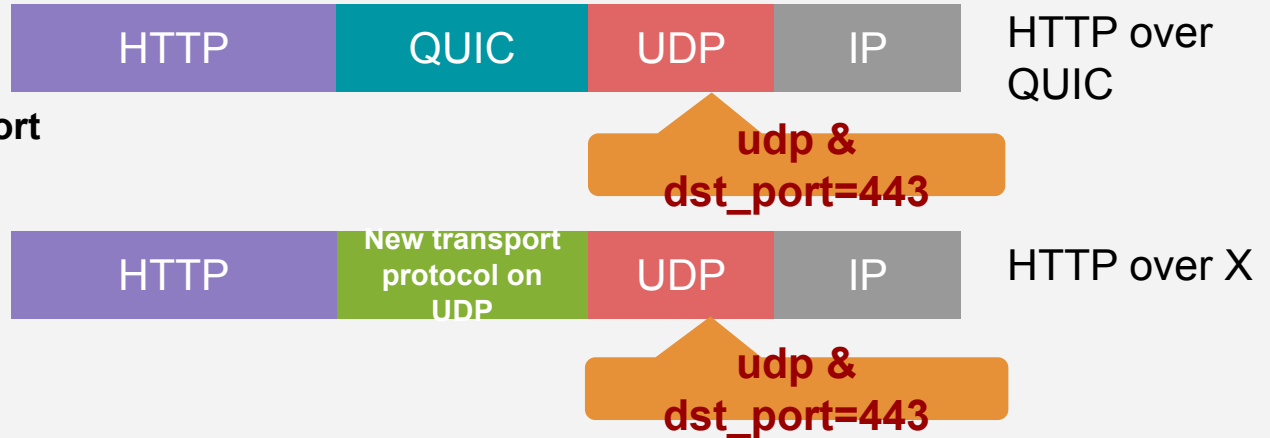 HTTP QUIC UDP IP HTTP over
QUIC
ort
udp &
dst_port=443
HTTP New transport
protocol on
UDP UDP IP HTTP over X
udp &
dst_port=443